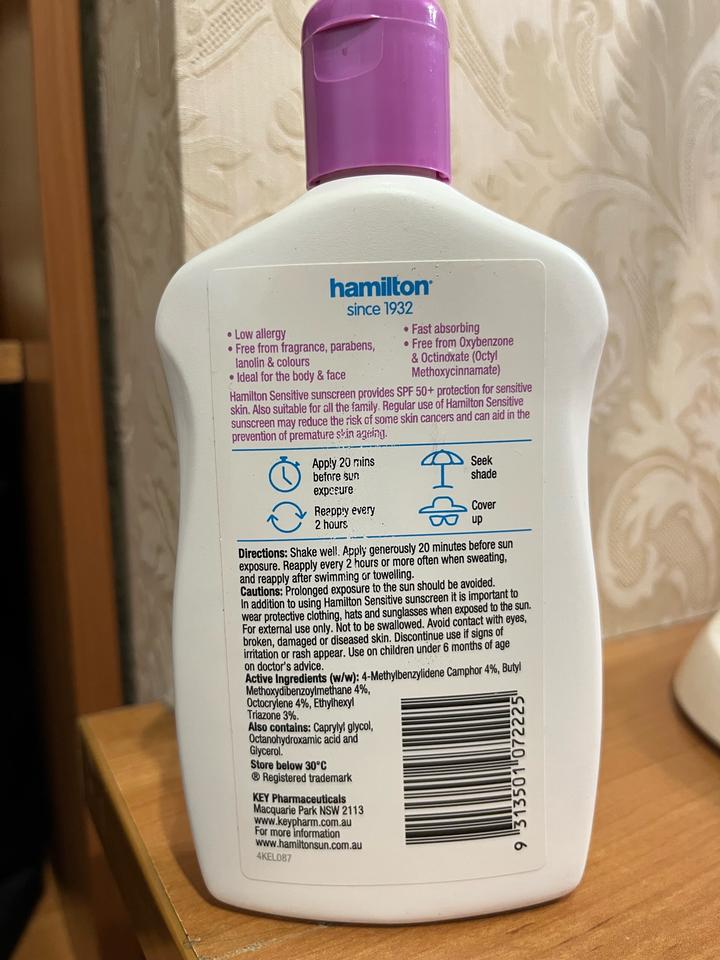 hamilton®
since 1932
• Low allergy
• Free from fragrance, parabens,
lanolin & colours
• Ideal for the body & face
• Fast absorbing
• Free from Oxybenzone
& Octindxate (Octyl
Methoxycinnamate)
Hamilton Sensitive sunscreen provides SPF 50+ protection for sensitive
skin. Also suitable for all the family. Regular use of Hamilton Sensitive
sunscreen may reduce the risk of some skin cancers and can aid in the
prevention of premature skin ageing.
Apply 20 mins
before sun
exposure
Seek
shade
Reapply every
2 hours
Cover
up
Directions: Shake well. Apply generously 20 minutes before sun
exposure. Reapply every 2 hours or more often when sweating,
and reapply after swimming or towelling.
Cautions: Prolonged exposure to the sun should be avoided.
In addition to using Hamilton Sensitive sunscreen it is important to
wear protective clothing, hats and sunglasses when exposed to the sun.
For external use only. Not to be swallowed. Avoid contact with eyes,
broken, damaged or diseased skin. Discontinue use if signs of
irritation or rash appear. Use on children under 6 months of age
on doctor's advice.
Active Ingredients (w/w): 4-Methylbenzylidene Camphor 4%, Butyl
Methoxydibenzoylmethane 4%,
Octocrylene 4%, Ethylhexyl
Triazone 3%.
Also contains: Caprylyl glycol,
Octanohydroxamic acid and
Glycerol.
Store below 30°C
® Registered trademark
KEY Pharmaceuticals
Macquarie Park NSW 2113
www.keypharm.com.au
For more information
www.hamiltonsun.com.au
4KEL087
9 313501 072225